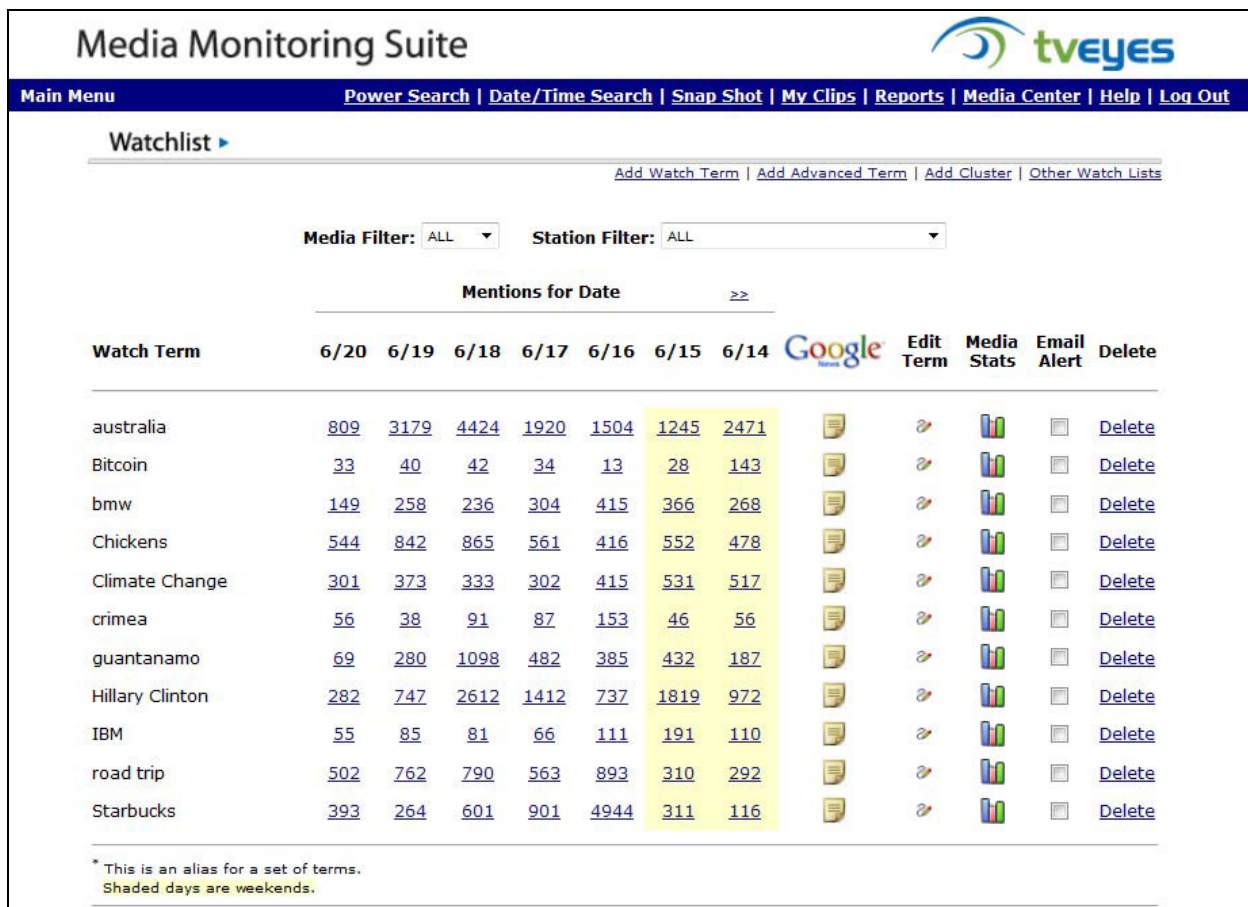 Media Monitoring Suite tveyes
Main Menu Power Search | Date/Time Search | Snap Shot | My Clips | Reports | Media Center | Help | Log Out
Watchlist
Add Watch Term | Add Advanced Term | Add Cluster | Other Watch Lists
Media Filter: ALL Station Filter: ALL
Mentions for Date >>
Watch Term 6/20 6/19 6/18 6/17 6/16 6/15 6/14 Google News Edit Term Media Stats Email Alert Delete
australia 809 3179 4424 1920 1504 1245 2471 Delete
Bitcoin 33 40 42 34 13 28 143 Delete
bmw 149 258 236 304 415 366 268 Delete
Chickens 544 842 865 561 416 552 478 Delete
Climate Change 301 373 333 302 415 531 517 Delete
crimea 56 38 91 87 153 46 56 Delete
guantanamo 69 280 1098 482 385 432 187 Delete
Hillary Clinton 282 747 2612 1412 737 1819 972 Delete
IBM 55 85 81 66 111 191 110 Delete
road trip 502 762 790 563 893 310 292 Delete
Starbucks 393 264 601 901 4944 311 116 Delete
* This is an alias for a set of terms.
Shaded days are weekends.